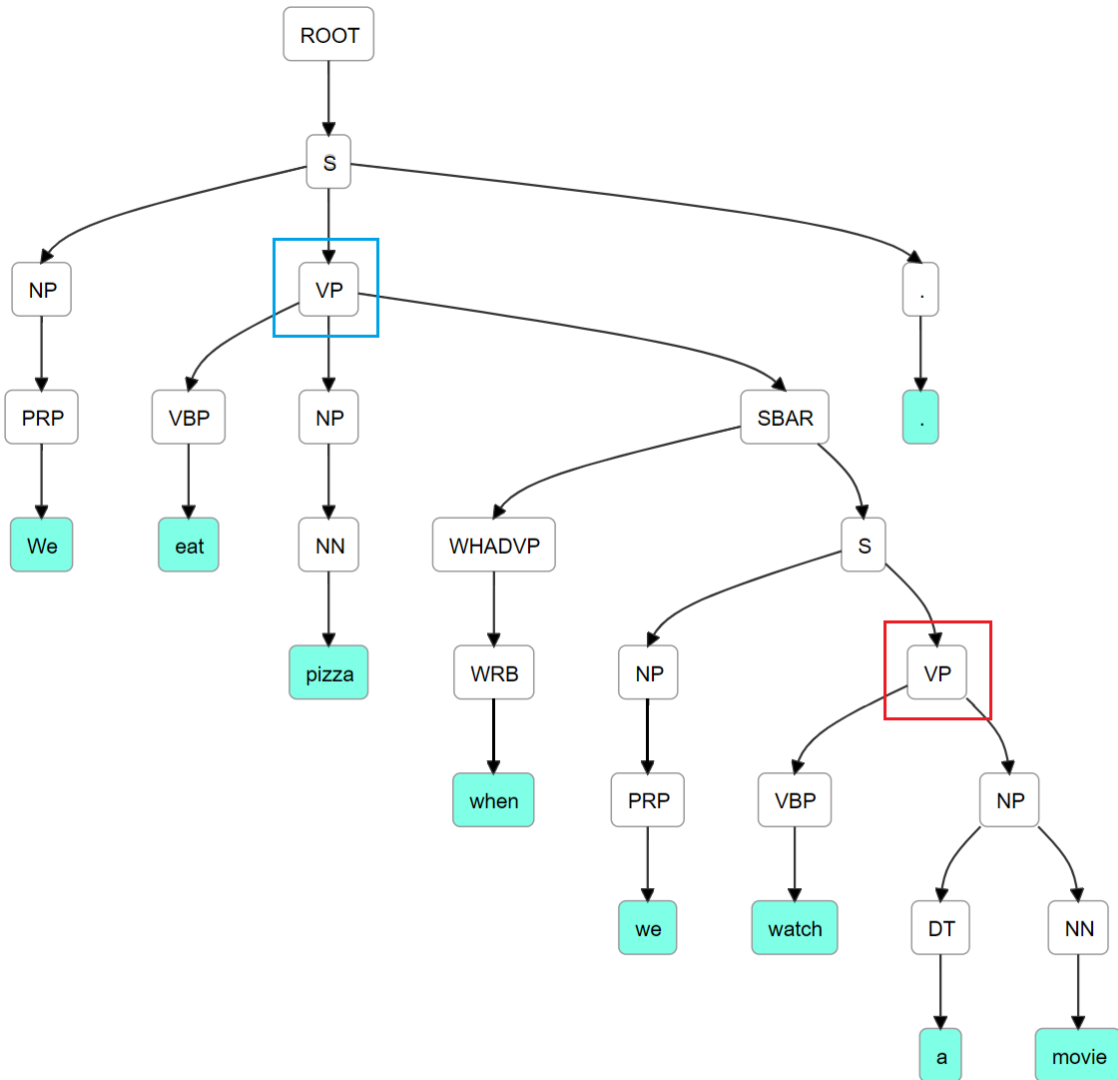 ROOT
S
NP VP .
PRP VBP NP SBAR .
We eat NN WHADVP S
pizza WRB NP VP
when PRP VBP NP
we watch DT NN
a movie